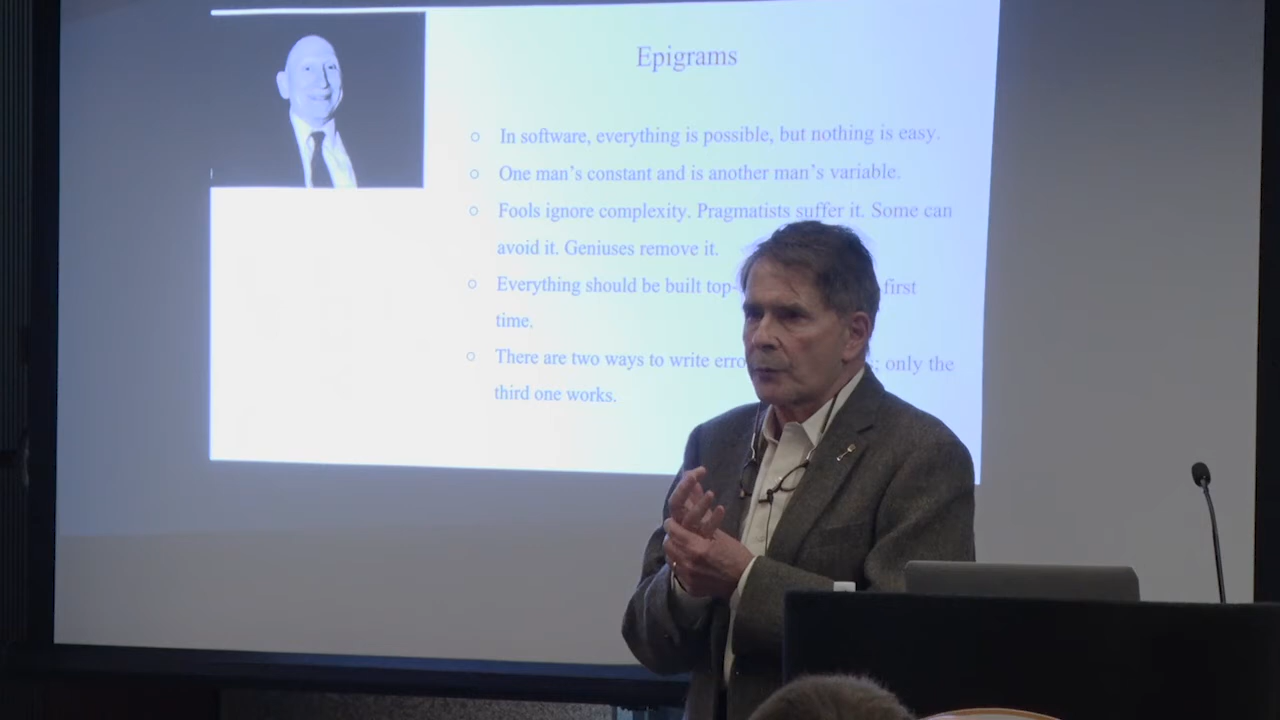 Epigrams
In software, everything is possible, but nothing is easy.
One man's constant and is another man's variable.
Fools ignore complexity. Pragmatists suffer it. Some can
avoid it. Geniuses remove it.
Everything should be built top- first
time.
There are two ways to write only the
third one works.